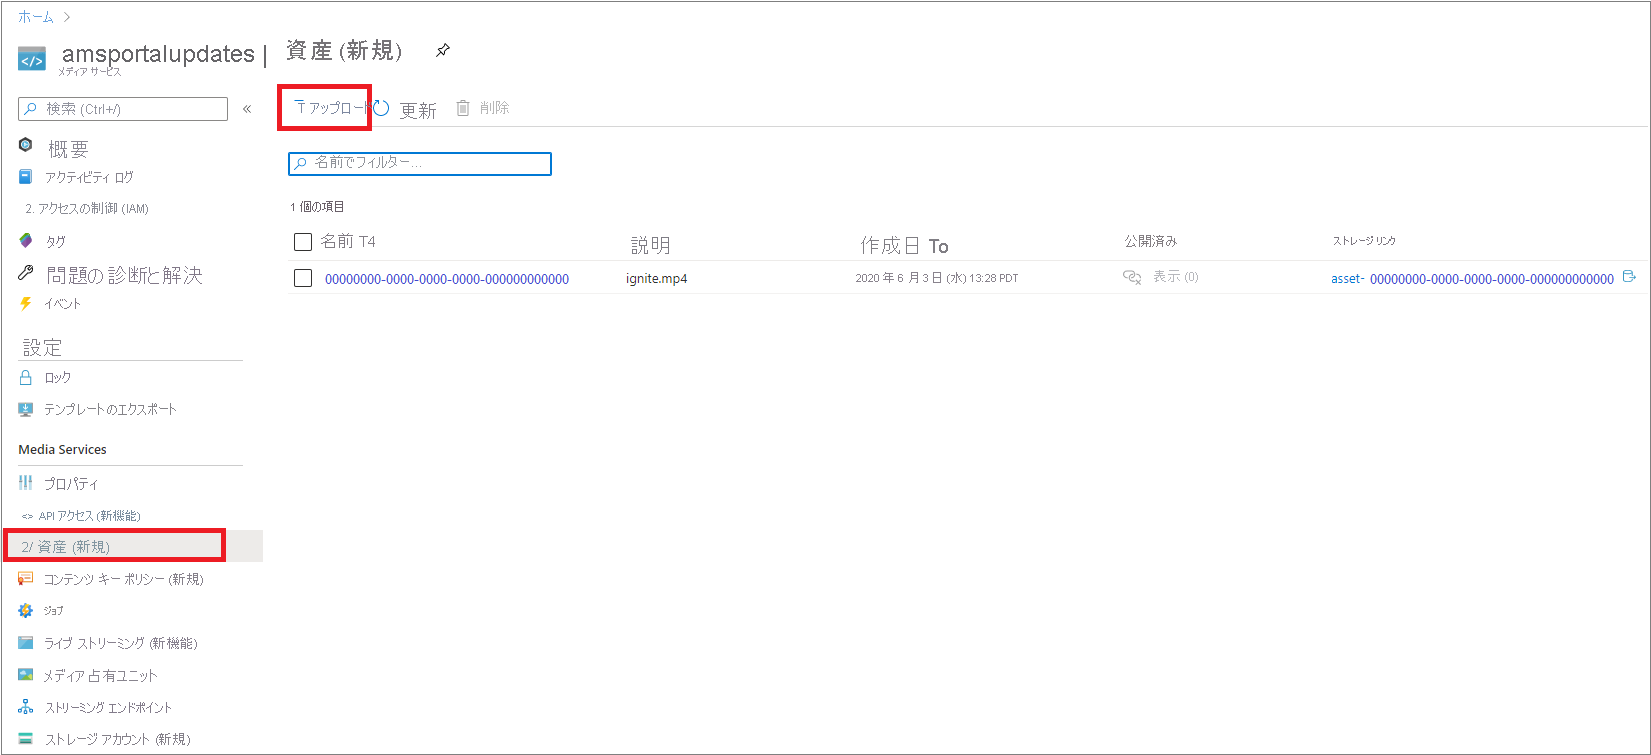 ホーム >
amsportalupdates | 資産 (新規)
メディア サービス
検索 (Ctrl+/) «
アップロード 更新 削除
名前でフィルター...
1 個の項目
名前 T4 説明 作成日 To 公開済み ストレージ リンク
00000000-0000-0000-0000-000000000000 ignite.mp4 2020 年 6 月 3 日 (水) 13:28 PDT 表示 (0) asset- 00000000-0000-0000-0000-000000000000
概要
アクティビティ ログ
2. アクセスの制御 (IAM)
タグ
問題の診断と解決
イベント
設定
ロック
テンプレートのエクスポート
Media Services
プロパティ
<> API アクセス (新機能)
2/ 資産 (新規)
コンテンツ キー ポリシー (新規)
ジョブ
ライブ ストリーミング (新機能)
メディア占有ユニット
ストリーミング エンドポイント
ストレージ アカウント (新規)